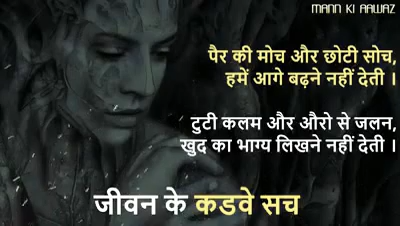 MANN KI AAWAZ
पैर की मोच और छोटी सोच,
हमें आगे बढ़ने नहीं देती ।
टुटी कलम और औरो से जलन,
खुद का भाग्य लिखने नहीं देती ।
जीवन के कडवे सच